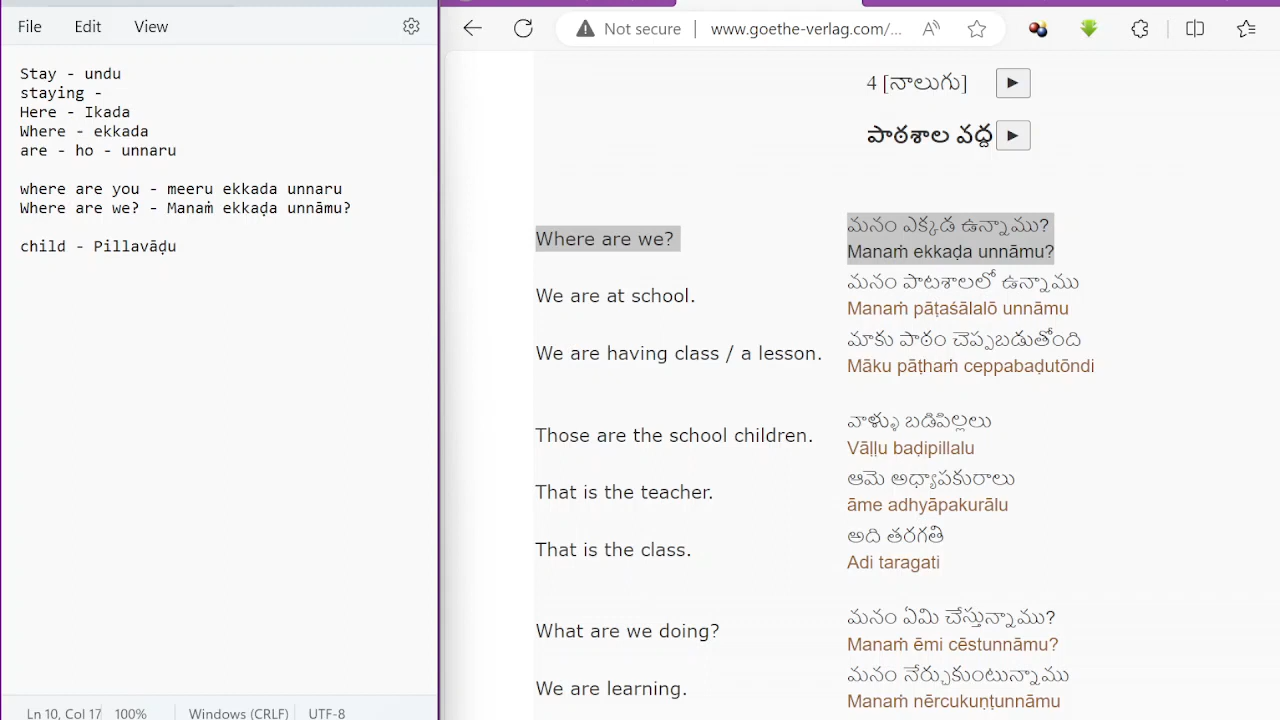 File Edit View
Stay - undu
staying -
Here - Ikada
Where - ekkada
are - ho - unnaru
where are you - meeru ekkada unnaru
Where are we? - Manaṁ ekkaḍa unnāmu?
child - Pillavāḍu
Ln 10, Col 17 100% Windows (CRLF) UTF-8
Not secure www.goethe-verlag.com/...
4 [నాలుగు]
పాఠశాల వద్ద
Where are we?
మనం ఎక్కడ ఉన్నాము?
Manaṁ ekkaḍa unnāmu?
We are at school.
మనం పాటశాలలో ఉన్నాము
Manaṁ pāṭaśālalō unnāmu
We are having class / a lesson.
మాకు పాఠం చెప్పబడుతోంది
Māku pāṭhaṁ ceppabaḍutōndi
Those are the school children.
వాళ్ళు బడిపిల్లలు
Vāḷḷu baḍipillalu
That is the teacher.
ఆమె అధ్యాపకురాలు
āme adhyāpakurālu
That is the class.
అది తరగతి
Adi taragati
What are we doing?
మనం ఏమి చేస్తున్నాము?
Manaṁ ēmi cēstunnāmu?
We are learning.
మనం నేర్చుకుంటున్నాము
Manaṁ nērcukuṇṭunnāmu